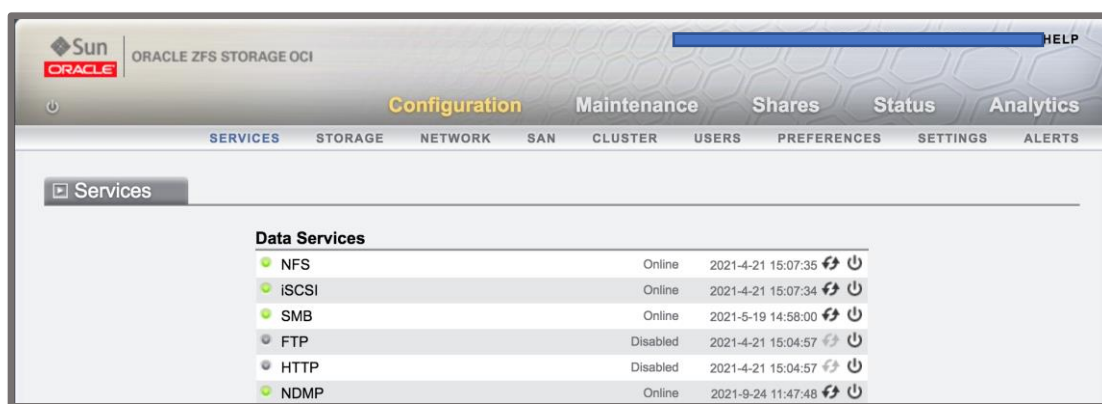 Sun
ORACLE
ORACLE ZFS STORAGE OCI
HELP
Configuration Maintenance Shares Status Analytics
SERVICES STORAGE NETWORK SAN CLUSTER USERS PREFERENCES SETTINGS ALERTS
Services
Data Services
NFS Online 2021-4-21 15:07:35
iSCSI Online 2021-4-21 15:07:34
SMB Online 2021-5-19 14:58:00
FTP Disabled 2021-4-21 15:04:57
HTTP Disabled 2021-4-21 15:04:57
NDMP Online 2021-9-24 11:47:48